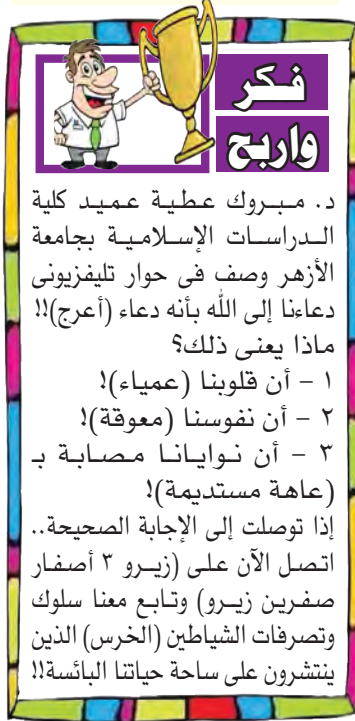 فكر
واربح
د. مبروك عطية عميد كلية
الدراسات الإسلامية بجامعة
الأزهر وصف فى حوار تليفزيونى
دعاءنا إلى الله بأنه دعاء (أعرج)!!
ماذا يعنى ذلك؟
١ - أن قلوبنا (عمياء)!
٢ - أن نفوسنا (معوقة)!
٣ - أن نوايانا مصابة بـ
(عاهة مستديمة)!
إذا توصلت إلى الإجابة الصحيحة..
اتصل الآن على (زيرو ٣ أصفار
صفرين زيرو) وتابع معنا سلوك
وتصرفات الشياطين (الخرس) الذين
ينتشرون على ساحة حياتنا البائسة!!